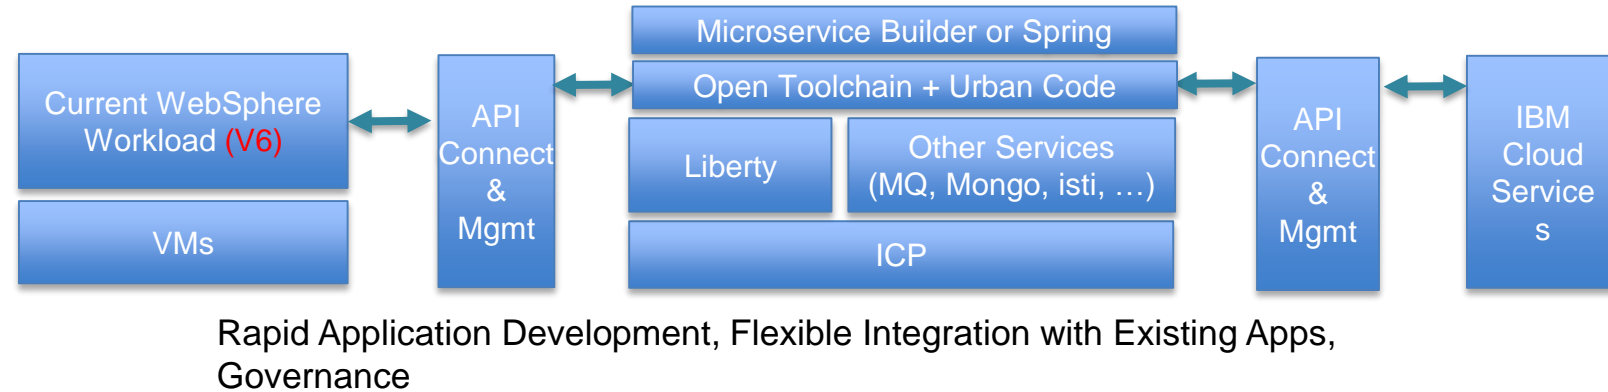 Microservice Builder or Spring
Open Toolchain + Urban Code
Current WebSphere
Workload (V6)
VMs
API
Connect
&
Mgmt
Liberty
Other Services
(MQ, Mongo, isti, …)
ICP
API
Connect
&
Mgmt
IBM
Cloud
Service
s
Rapid Application Development, Flexible Integration with Existing Apps,
Governance